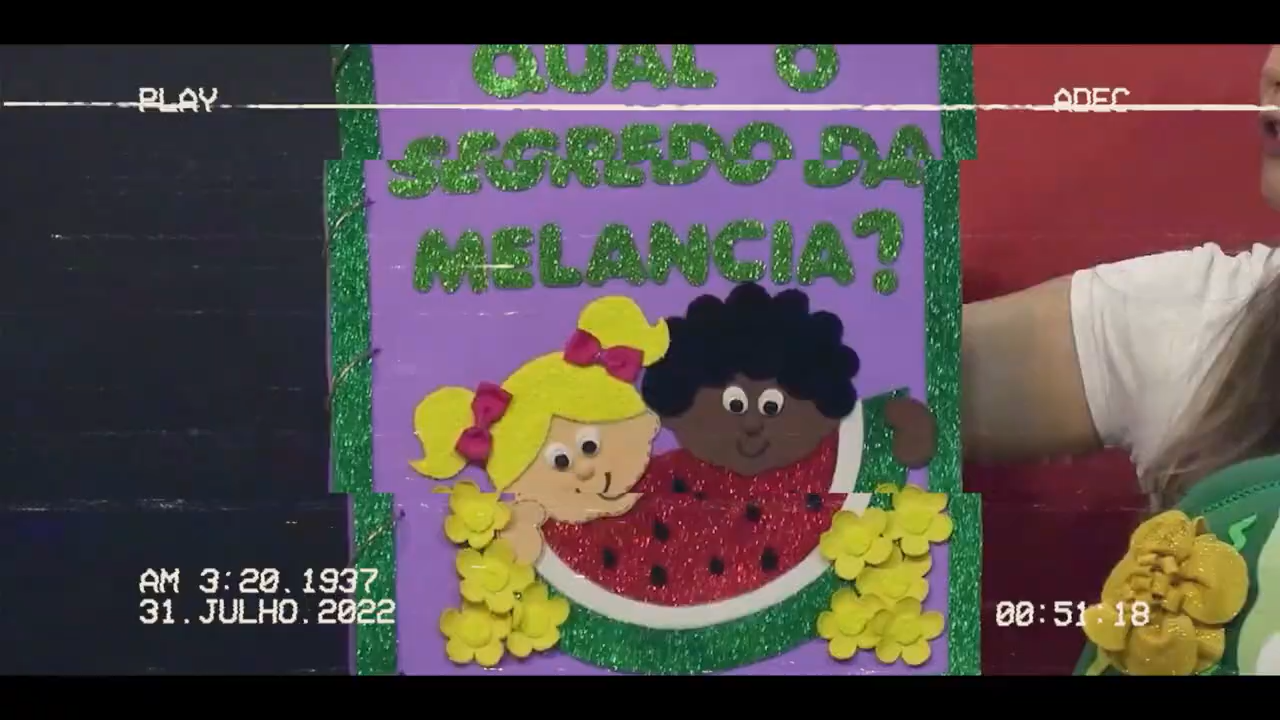 QUAL O
PLAY
ADEC
SEGREDO DA
MELANCIA?
AM 3:20.1937
31.JULHO.2022
00:51:18